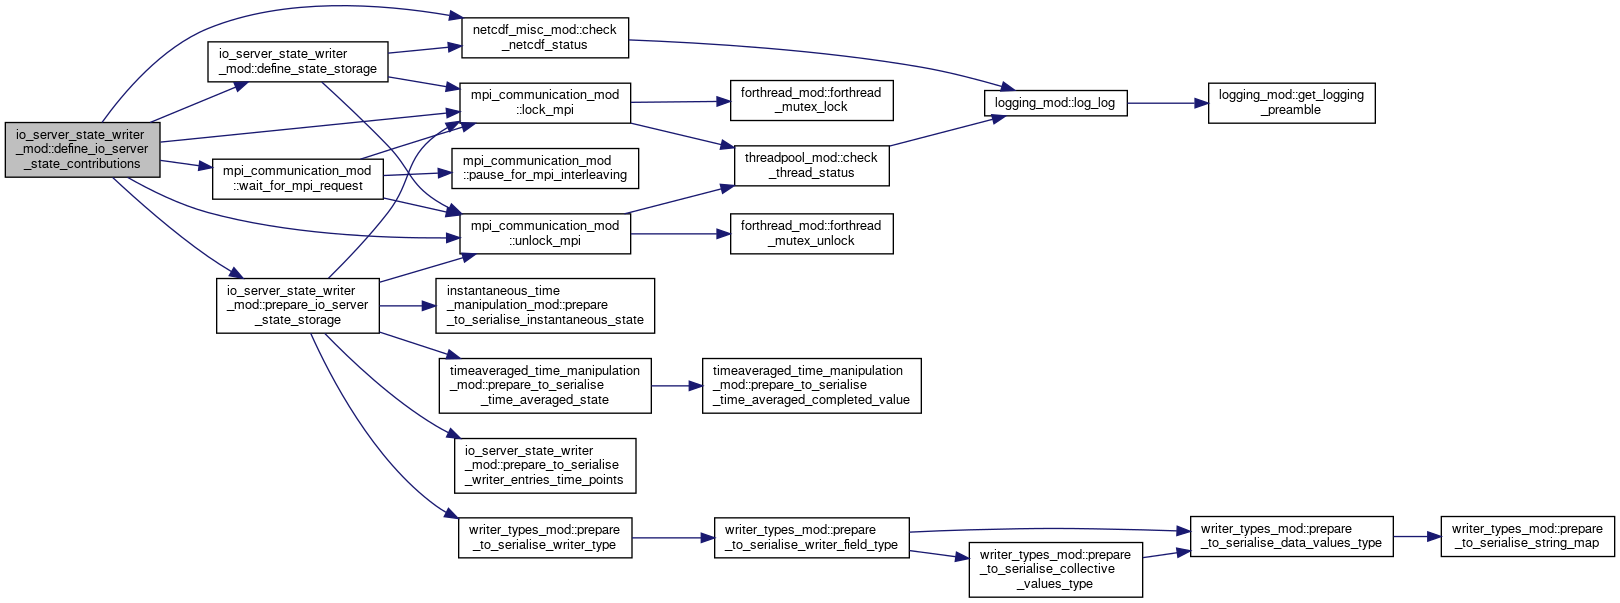 io_server_state_writer
_mod::define_io_server
_state_contributions
io_server_state_writer
_mod::define_state_storage
mpi_communication_mod
::wait_for_mpi_request
io_server_state_writer
_mod::prepare_io_server
_state_storage
netcdf_misc_mod::check
_netcdf_status
mpi_communication_mod
::lock_mpi
mpi_communication_mod
::pause_for_mpi_interleaving
mpi_communication_mod
::unlock_mpi
instantaneous_time
_manipulation_mod::prepare
_to_serialise_instantaneous_state
timeaveraged_time_manipulation
_mod::prepare_to_serialise
_time_averaged_state
io_server_state_writer
_mod::prepare_to_serialise
_writer_entries_time_points
writer_types_mod::prepare
_to_serialise_writer_type
forthread_mod::forthread
_mutex_lock
threadpool_mod::check
_thread_status
forthread_mod::forthread
_mutex_unlock
timeaveraged_time_manipulation
_mod::prepare_to_serialise
_time_averaged_completed_value
writer_types_mod::prepare
_to_serialise_writer_field_type
logging_mod::log_log
writer_types_mod::prepare
_to_serialise_collective
_values_type
logging_mod::get_logging
_preamble
writer_types_mod::prepare
_to_serialise_data_values_type
writer_types_mod::prepare
_to_serialise_string_map